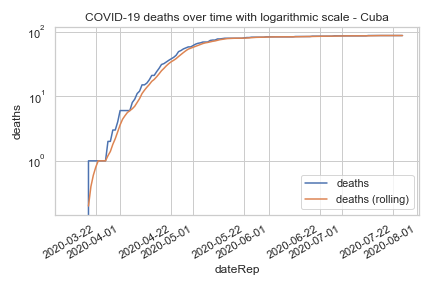 COVID-19 deaths over time with logarithmic scale - Cuba
10²
10¹
10⁰
deaths
deaths
deaths (rolling)
2020-03-22
2020-04-01
2020-04-22
2020-05-01
2020-05-22
2020-06-01
2020-06-22
2020-07-01
2020-07-22
2020-08-01
dateRep